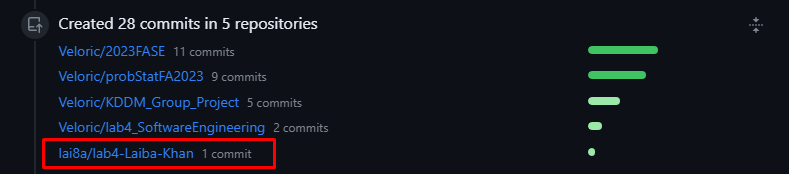 Created 28 commits in 5 repositories
Veloric/2023FASE 11 commits
Veloric/probStatFA2023 9 commits
Veloric/KDDM_Group_Project 5 commits
Veloric/lab4_SoftwareEngineering 2 commits
lai8a/lab4-Laiba-Khan 1 commit